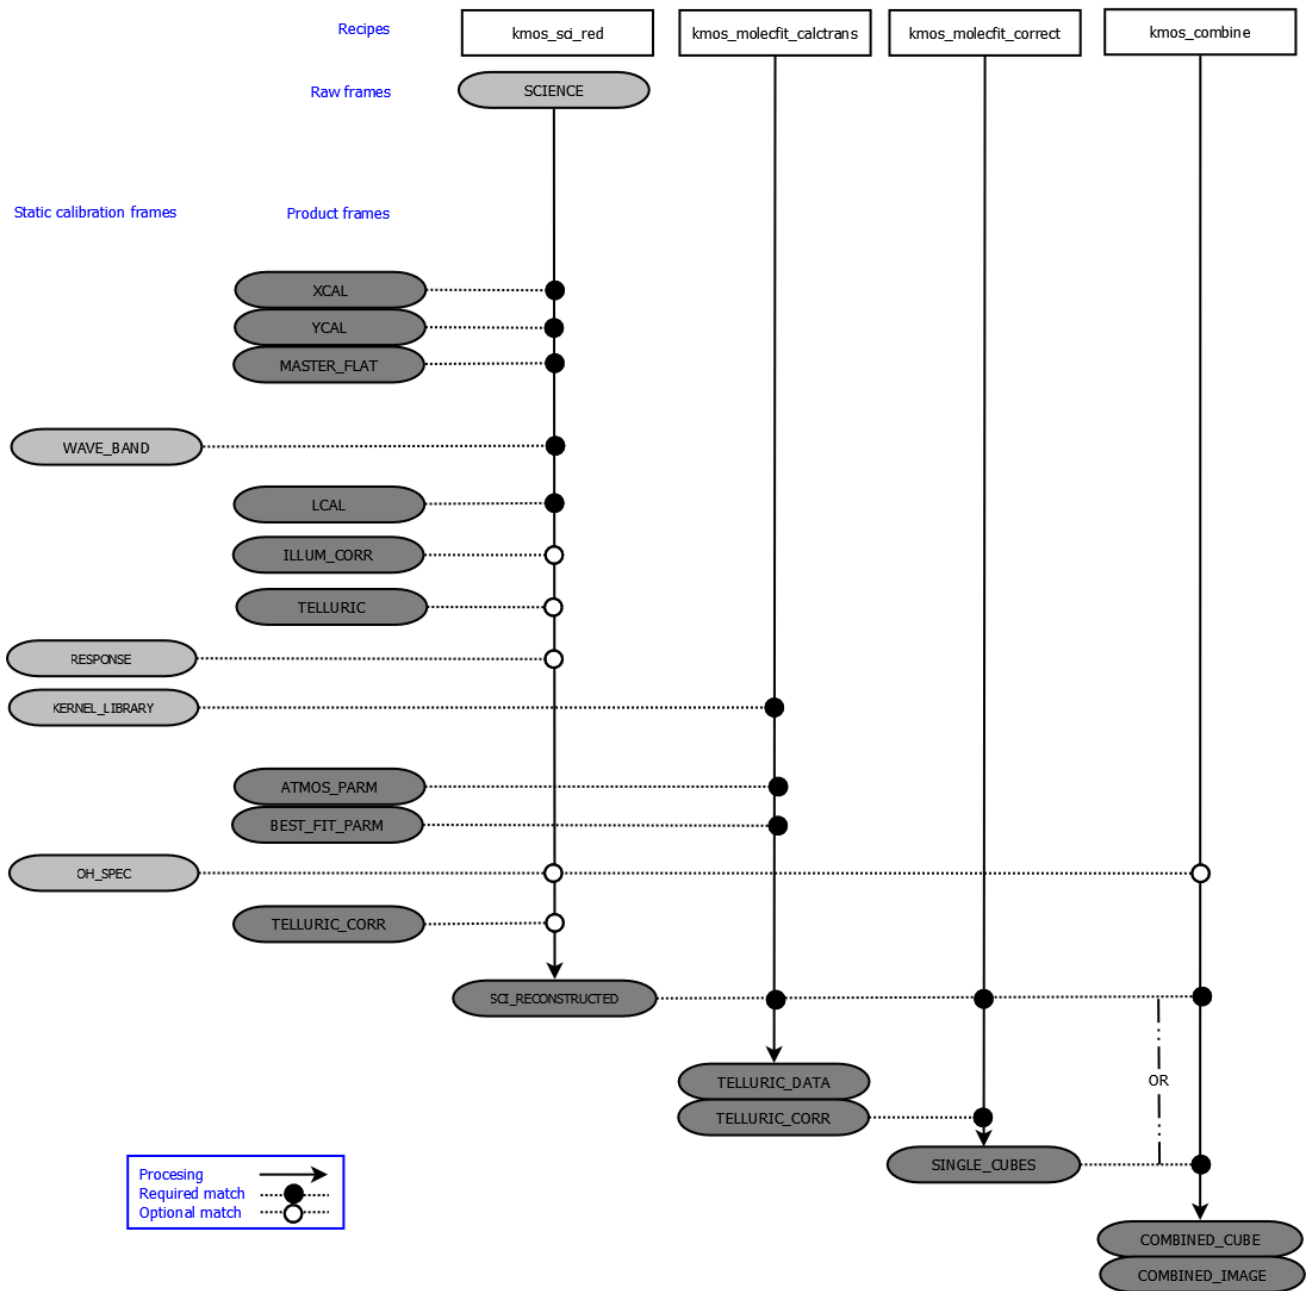 Recipes
kmos_sci_red
kmos_molecfit_calctrans
kmos_molecfit_correct
kmos_combine
Raw frames
SCIENCE
Static calibration frames
Product frames
XCAL
YCAL
MASTER_FLAT
WAVE_BAND
LCAL
ILLUM_CORR
TELLURIC
RESPONSE
KERNEL_LIBRARY
ATMOS_PARM
BEST_FIT_PARM
OH_SPEC
TELLURIC_CORR
SCI_RECONSTRUCTED
TELLURIC_DATA
OR
TELLURIC_CORR
SINGLE_CUBES
Procesing
Required match
Optional match
COMBINED_CUBE
COMBINED_IMAGE